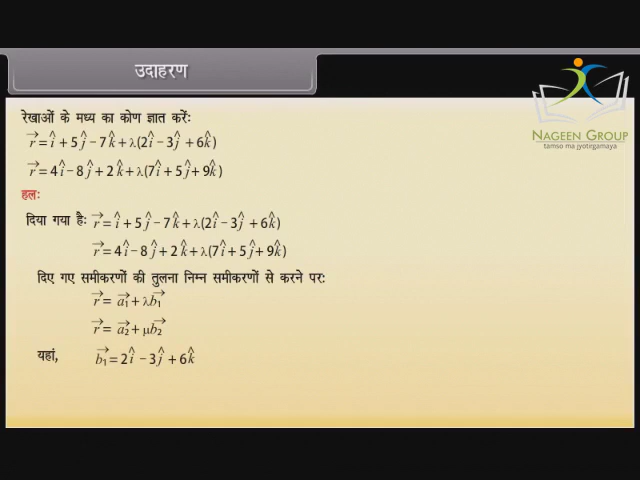 उदाहरण
NAGEEN GROUP
tamso ma jyotirgamaya
रेखाओं के मध्य का कोण ज्ञात करें:
r⃗ = î + 5ĵ − 7k̂ + λ(2î − 3ĵ + 6k̂)
r⃗ = 4î − 8ĵ + 2k̂ + λ(7î + 5ĵ + 9k̂)
हल:
दिया गया है: r⃗ = î + 5ĵ − 7k̂ + λ(2î − 3ĵ + 6k̂)
r⃗ = 4î − 8ĵ + 2k̂ + λ(7î + 5ĵ + 9k̂)
दिए गए समीकरणों की तुलना निम्न समीकरणों से करने पर:
r⃗ = a⃗₁ + λb⃗₁
r⃗ = a⃗₂ + μb⃗₂
यहां, b⃗₁ = 2î − 3ĵ + 6k̂